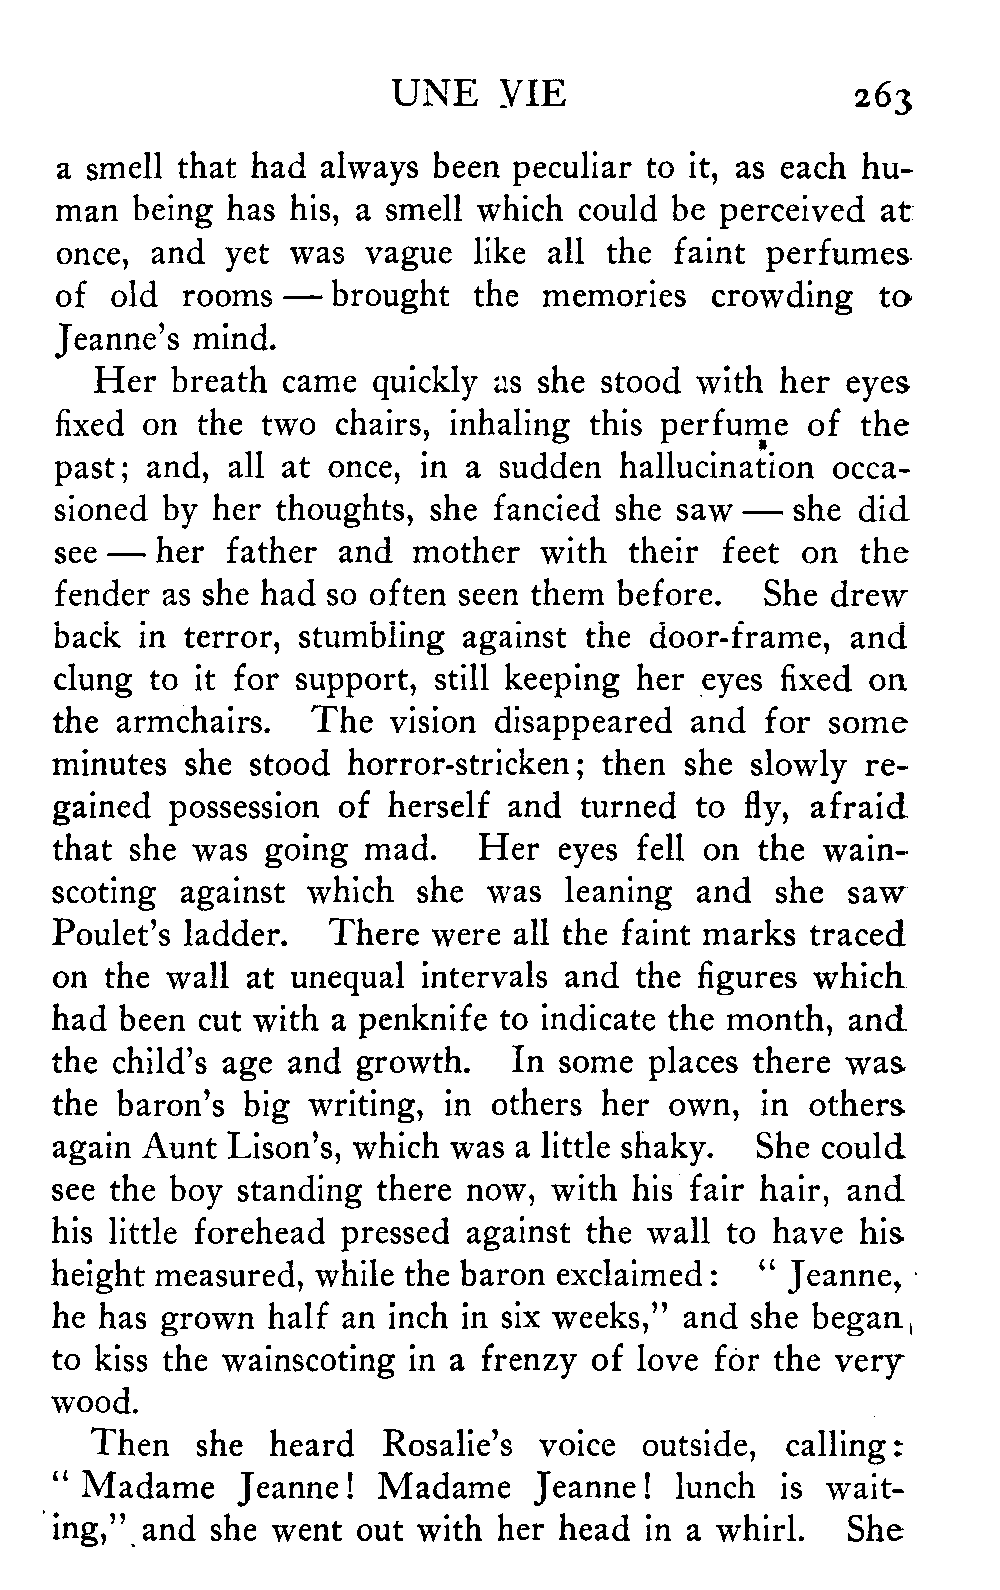 UNE VIE 263
a smell that had always been peculiar to it, as each hu-
man being has his, a smell which could be perceived at
once, and yet was vague like all the faint perfumes
of old rooms — brought the memories crowding to
Jeanne's mind.
Her breath came quickly as she stood with her eyes
fixed on the two chairs, inhaling this perfume of the
past; and, all at once, in a sudden hallucination occa-
sioned by her thoughts, she fancied she saw — she did
see — her father and mother with their feet on the
fender as she had so often seen them before. She drew
back in terror, stumbling against the door-frame, and
clung to it for support, still keeping her eyes fixed on
the armchairs. The vision disappeared and for some
minutes she stood horror-stricken; then she slowly re-
gained possession of herself and turned to fly, afraid
that she was going mad. Her eyes fell on the wain-
scoting against which she was leaning and she saw
Poulet's ladder. There were all the faint marks traced
on the wall at unequal intervals and the figures which
had been cut with a penknife to indicate the month, and
the child's age and growth. In some places there was
the baron's big writing, in others her own, in others
again Aunt Lison's, which was a little shaky. She could
see the boy standing there now, with his fair hair, and
his little forehead pressed against the wall to have his
height measured, while the baron exclaimed: "Jeanne,
he has grown half an inch in six weeks," and she began
to kiss the wainscoting in a frenzy of love for the very
wood.
Then she heard Rosalie's voice outside, calling:
"Madame Jeanne! Madame Jeanne! lunch is wait-
ing," and she went out with her head in a whirl. She